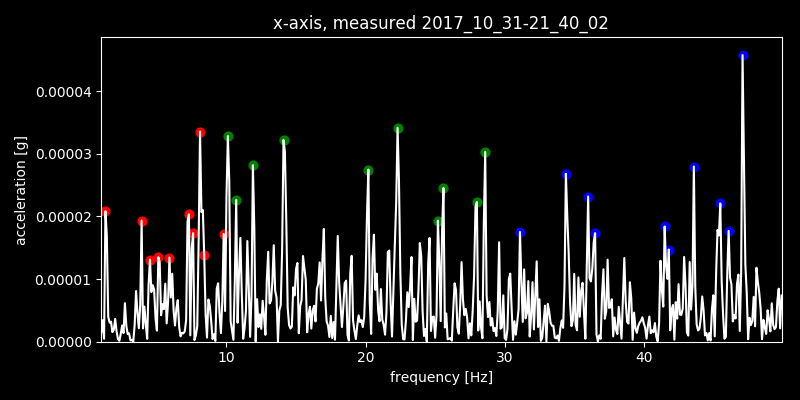 x-axis, measured 2017_10_31-21_40_02
acceleration [g]
0.00004
0.00003
0.00002
0.00001
0.00000
10 20 30 40
frequency [Hz]